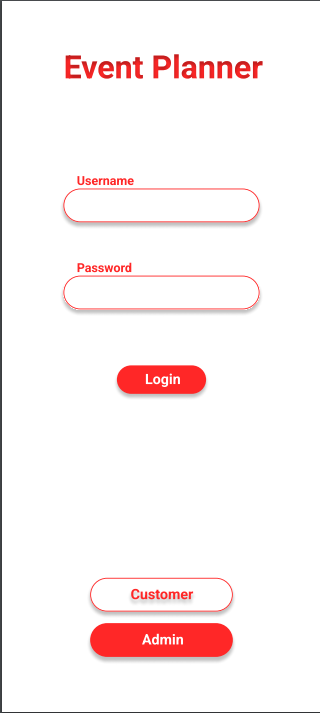 Event Planner
Username
Password
Login
Customer
Admin